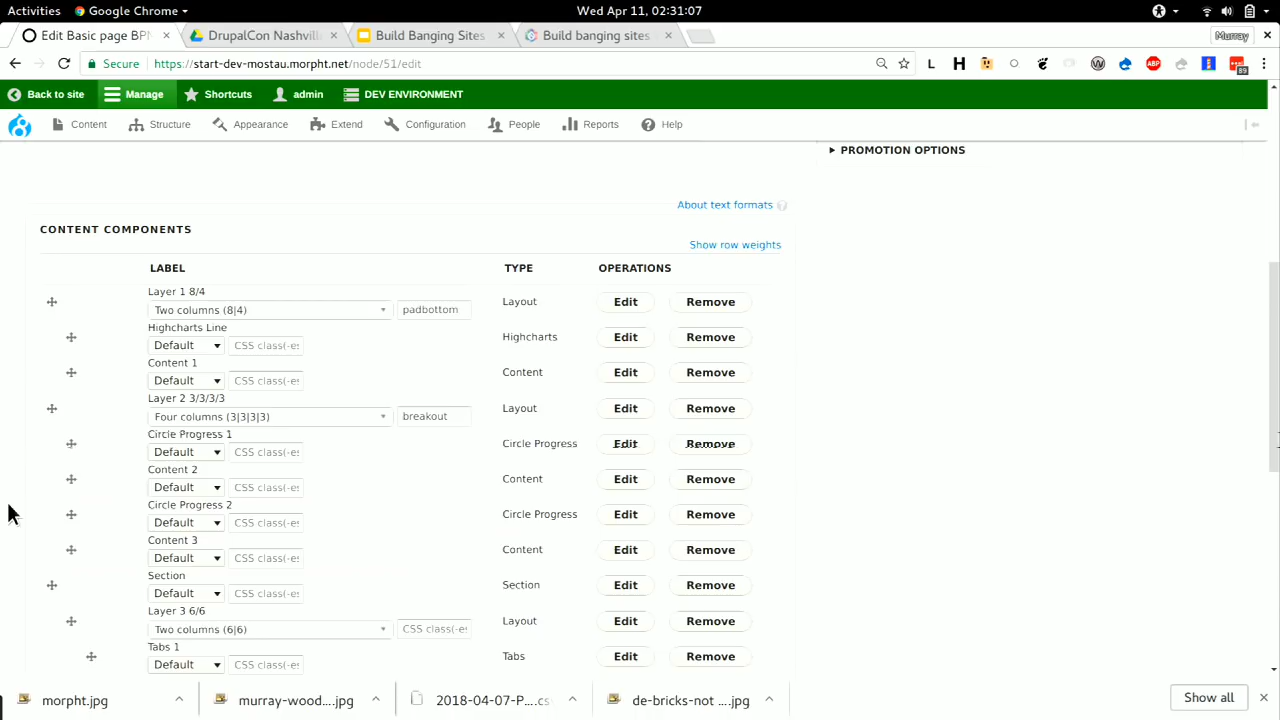 Activities Google Chrome Wed Apr 11, 02:31:07
Edit Basic page BPM DrupalCon Nashvill Build Banging Sites Build banging sites Murray
Secure https://start-dev-mostau.morpht.net/node/51/edit L H ABP 89
Back to site Manage Shortcuts admin DEV ENVIRONMENT
Content Structure Appearance Extend Configuration People Reports Help
PROMOTION OPTIONS
About text formats ?
CONTENT COMPONENTS
Show row weights
LABEL TYPE OPERATIONS
Layer 1 8/4
Two columns (8|4) padbottom Layout Edit Remove
Highcharts Line
Default CSS class(-es Highcharts Edit Remove
Content 1
Default CSS class(-es Content Edit Remove
Layer 2 3/3/3/3
Four columns (3|3|3|3) breakout Layout Edit Remove
Circle Progress 1
Default CSS class(-es Circle Progress Edit Remove
Content 2
Default CSS class(-es Content Edit Remove
Circle Progress 2
Default CSS class(-es Circle Progress Edit Remove
Content 3
Default CSS class(-es Content Edit Remove
Section
Default CSS class(-es Section Edit Remove
Layer 3 6/6
Two columns (6|6) CSS class(-es Layout Edit Remove
Tabs 1
Default CSS class(-es Tabs Edit Remove
morpht.jpg murray-wood....jpg 2018-04-07-P....csv de-bricks-not ....jpg Show all